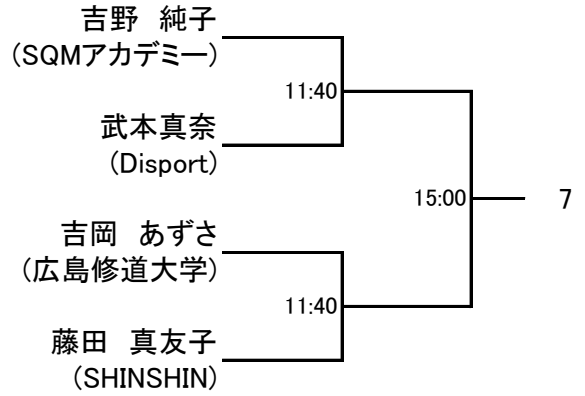 吉野　純子
(SQMアカデミー)
11:40
武本真奈
(Disport)
15:00
7
吉岡　あずさ
(広島修道大学)
11:40
藤田　真友子
(SHINSHIN)